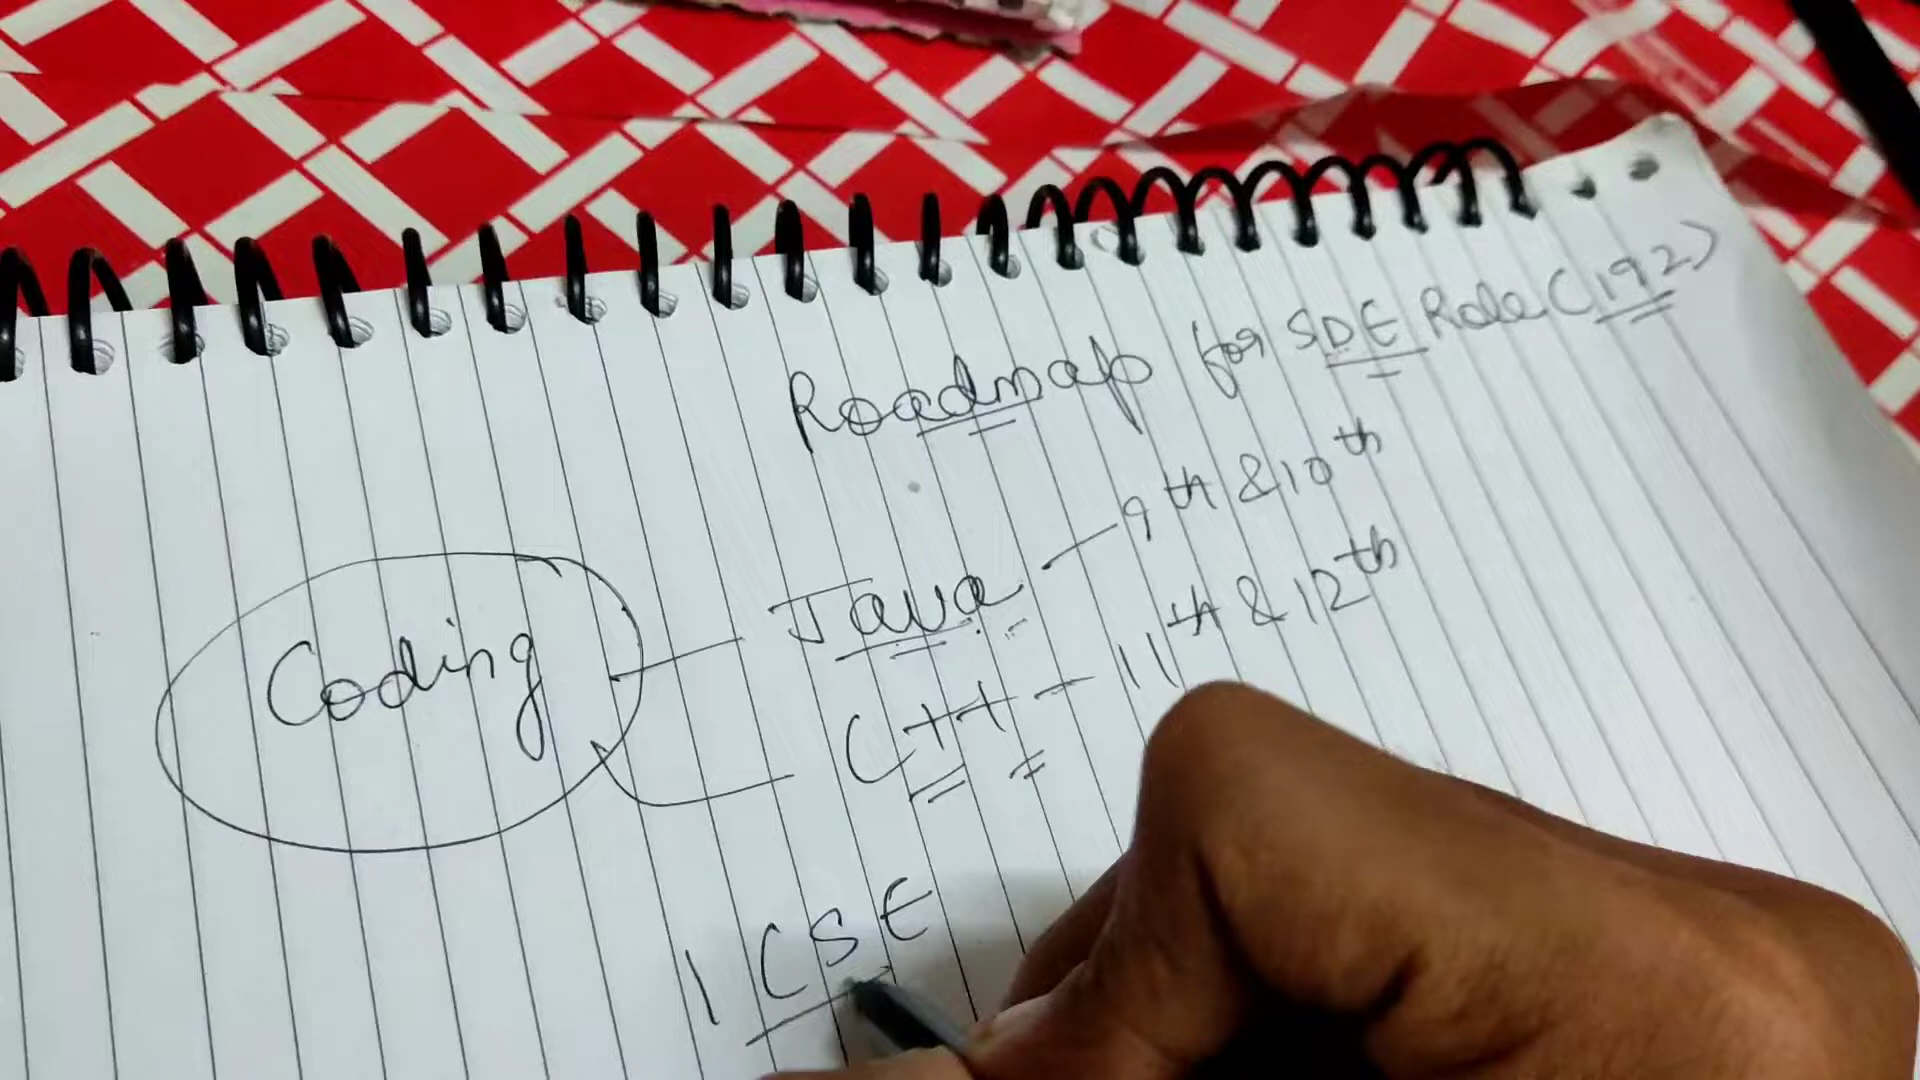 Roadmap for SDE Role (192)
Coding
Java - 9th & 10th
C++ - 11th & 12th
ICSE